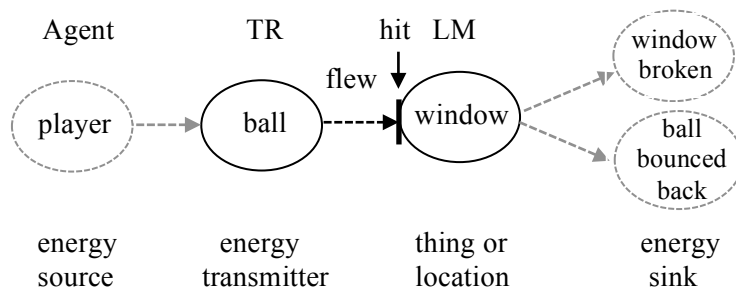 Agent
TR
hit
LM
flew
player
ball
window
window
broken
ball
bounced
back
energy
source
energy
transmitter
thing or
location
energy
sink